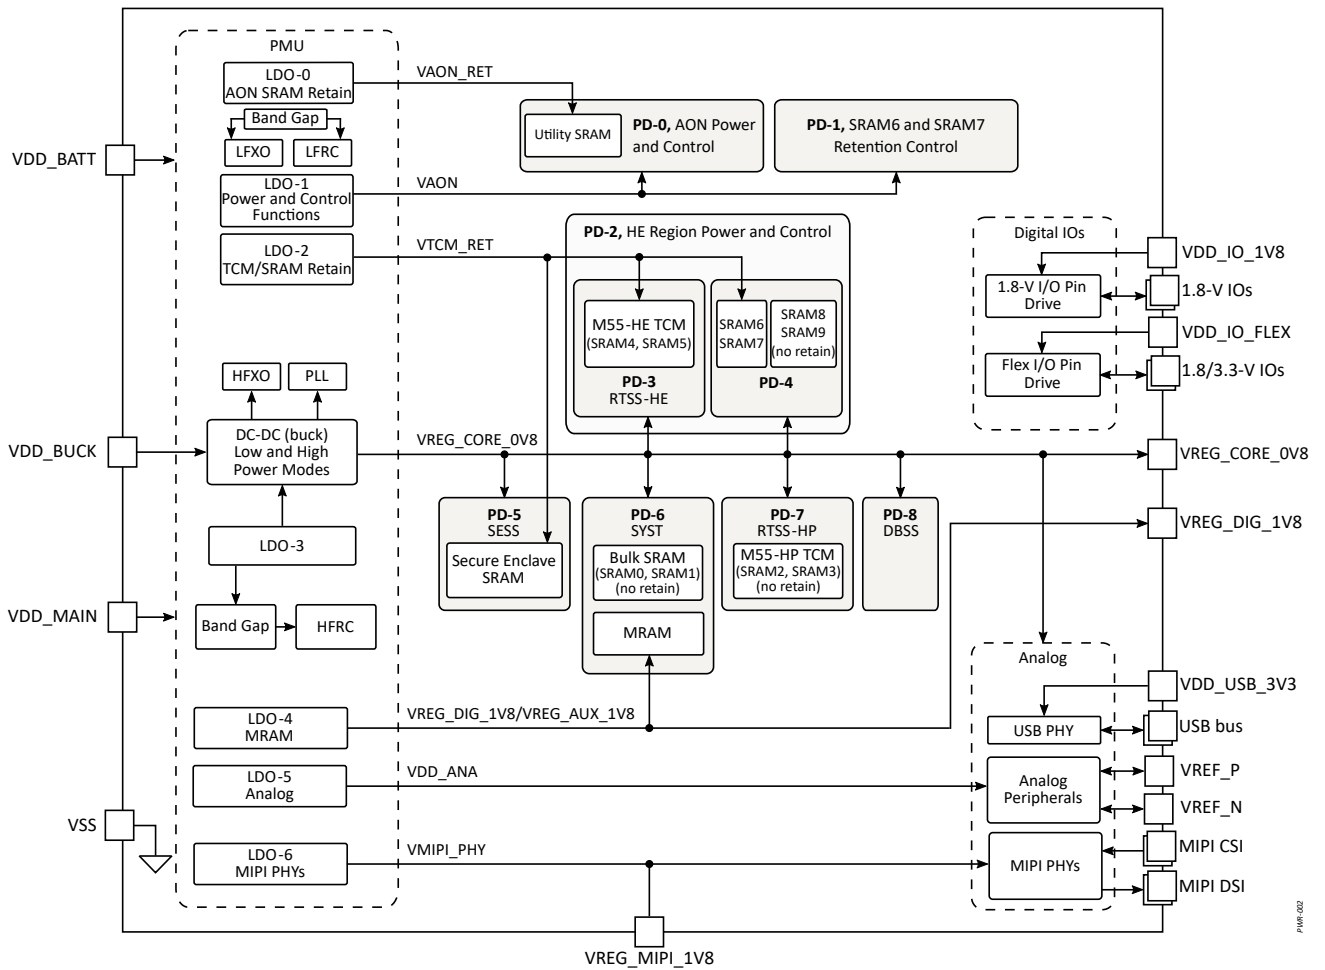 PMU
LDO-0
AON SRAM Retain
Band Gap
LFXO
LFRC
LDO-1
Power and Control
Functions
LDO-2
TCM/SRAM Retain
HFXO
PLL
DC-DC (buck)
Low and High
Power Modes
LDO-3
Band Gap
HFRC
LDO-4
MRAM
LDO-5
Analog
LDO-6
MIPI PHYs
VDD_BATT
VDD_BUCK
VDD_MAIN
VSS
VAON_RET
VAON
VTCM_RET
VREG_CORE_0V8
VREG_DIG_1V8/VREG_AUX_1V8
VDD_ANA
VMIPI_PHY
Utility SRAM
PD-0, AON Power
and Control
PD-1, SRAM6 and SRAM7
Retention Control
PD-2, HE Region Power and Control
M55-HE TCM
(SRAM4, SRAM5)
PD-3
RTSS-HE
SRAM6
SRAM7
SRAM8
SRAM9
(no retain)
PD-4
PD-5
SESS
Secure Enclave
SRAM
PD-6
SYST
Bulk SRAM
(SRAM0, SRAM1)
(no retain)
MRAM
PD-7
RTSS-HP
M55-HP TCM
(SRAM2, SRAM3)
(no retain)
PD-8
DBSS
Digital IOs
1.8-V I/O Pin
Drive
Flex I/O Pin
Drive
Analog
USB PHY
Analog
Peripherals
MIPI PHYs
VDD_IO_1V8
1.8-V IOs
VDD_IO_FLEX
1.8/3.3-V IOs
VREG_CORE_0V8
VREG_DIG_1V8
VDD_USB_3V3
USB bus
VREF_P
VREF_N
MIPI CSI
MIPI DSI
VREG_MIPI_1V8
PWR-002